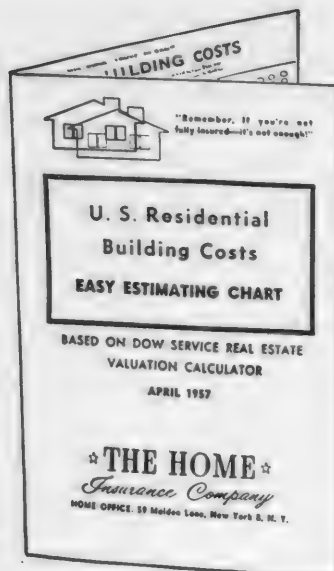 BUILDING COSTS
"Remember, if you're not
fully insured—it's not enough!"
U. S. Residential
Building Costs
EASY ESTIMATING CHART
BASED ON DOW SERVICE REAL ESTATE
VALUATION CALCULATOR
APRIL 1957
THE HOME
Insurance Company
HOME OFFICE, 59 Maiden Lane, New York 8, N. Y.